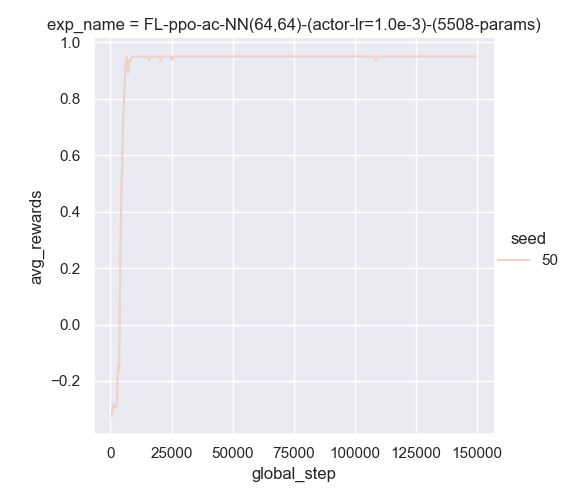 exp_name = FL-ppo-ac-NN(64,64)-(actor-lr=1.0e-3)-(5508-params)
1.0
0.8
0.6
0.4
0.2
0.0
−0.2
avg_rewards
0 25000 50000 75000 100000 125000 150000
global_step
seed
50